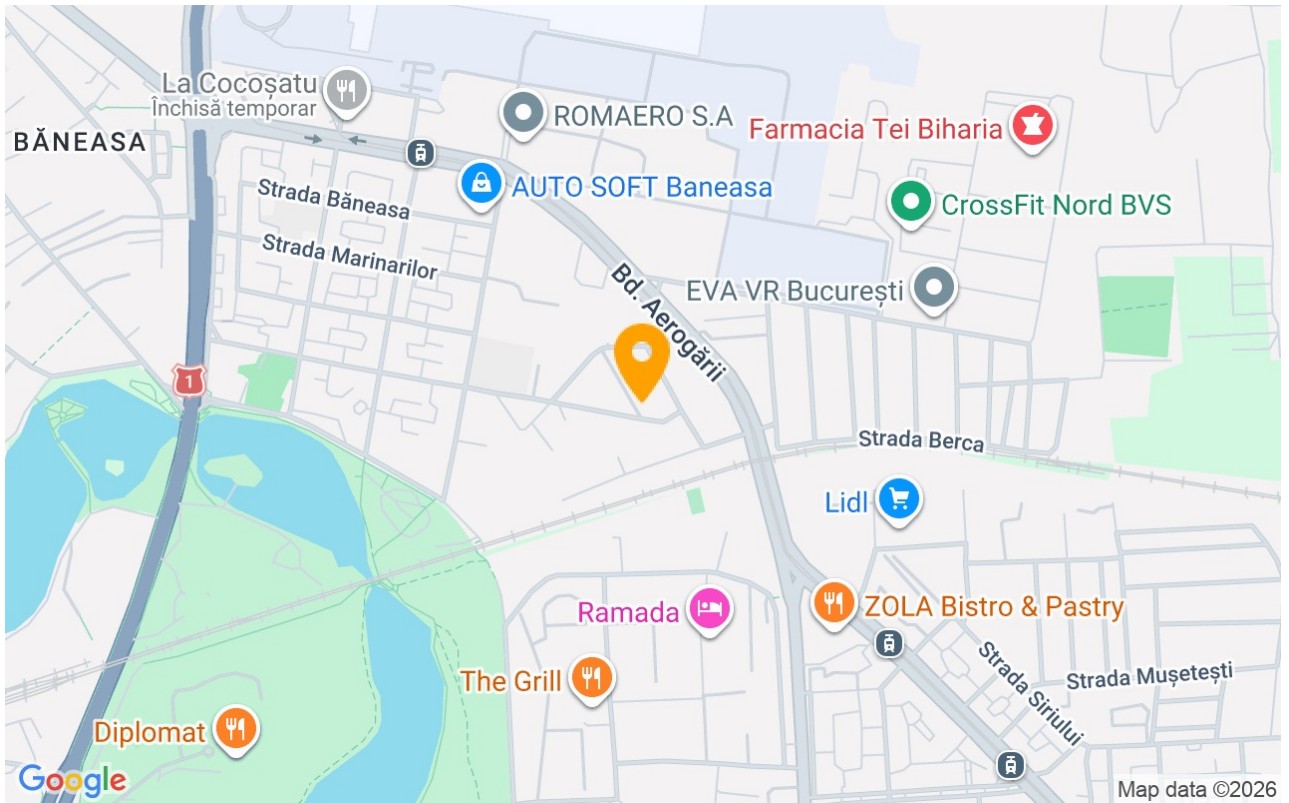 La Cocoșatu
Închisă temporar
ROMAERO S.A
Farmacia Tei Biharia
BĂNEASA
AUTO SOFT Baneasa
Strada Băneasa
CrossFit Nord BVS
Strada Marinarilor
Bd. Aerogării
EVA VR București
1
Strada Berca
Lidl
Ramada
ZOLA Bistro & Pastry
The Grill
Strada Siriului
Strada Mușetești
Diplomat
Google
Map data ©2026